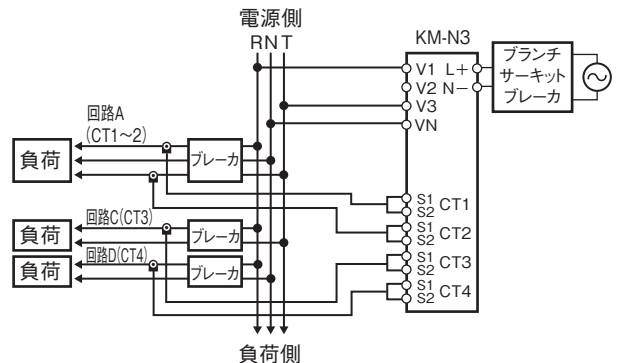 電源側
RNT
KM-N3
V1 L+
V2 N−
V3
VN
ブランチ
サーキット
ブレーカ
回路A
(CT1~2)
負荷
ブレーカ
S1
S2
CT1
S1
S2
CT2
回路C(CT3)
負荷
ブレーカ
S1
S2
CT3
回路D(CT4)
負荷
ブレーカ
S1
S2
CT4
負荷側